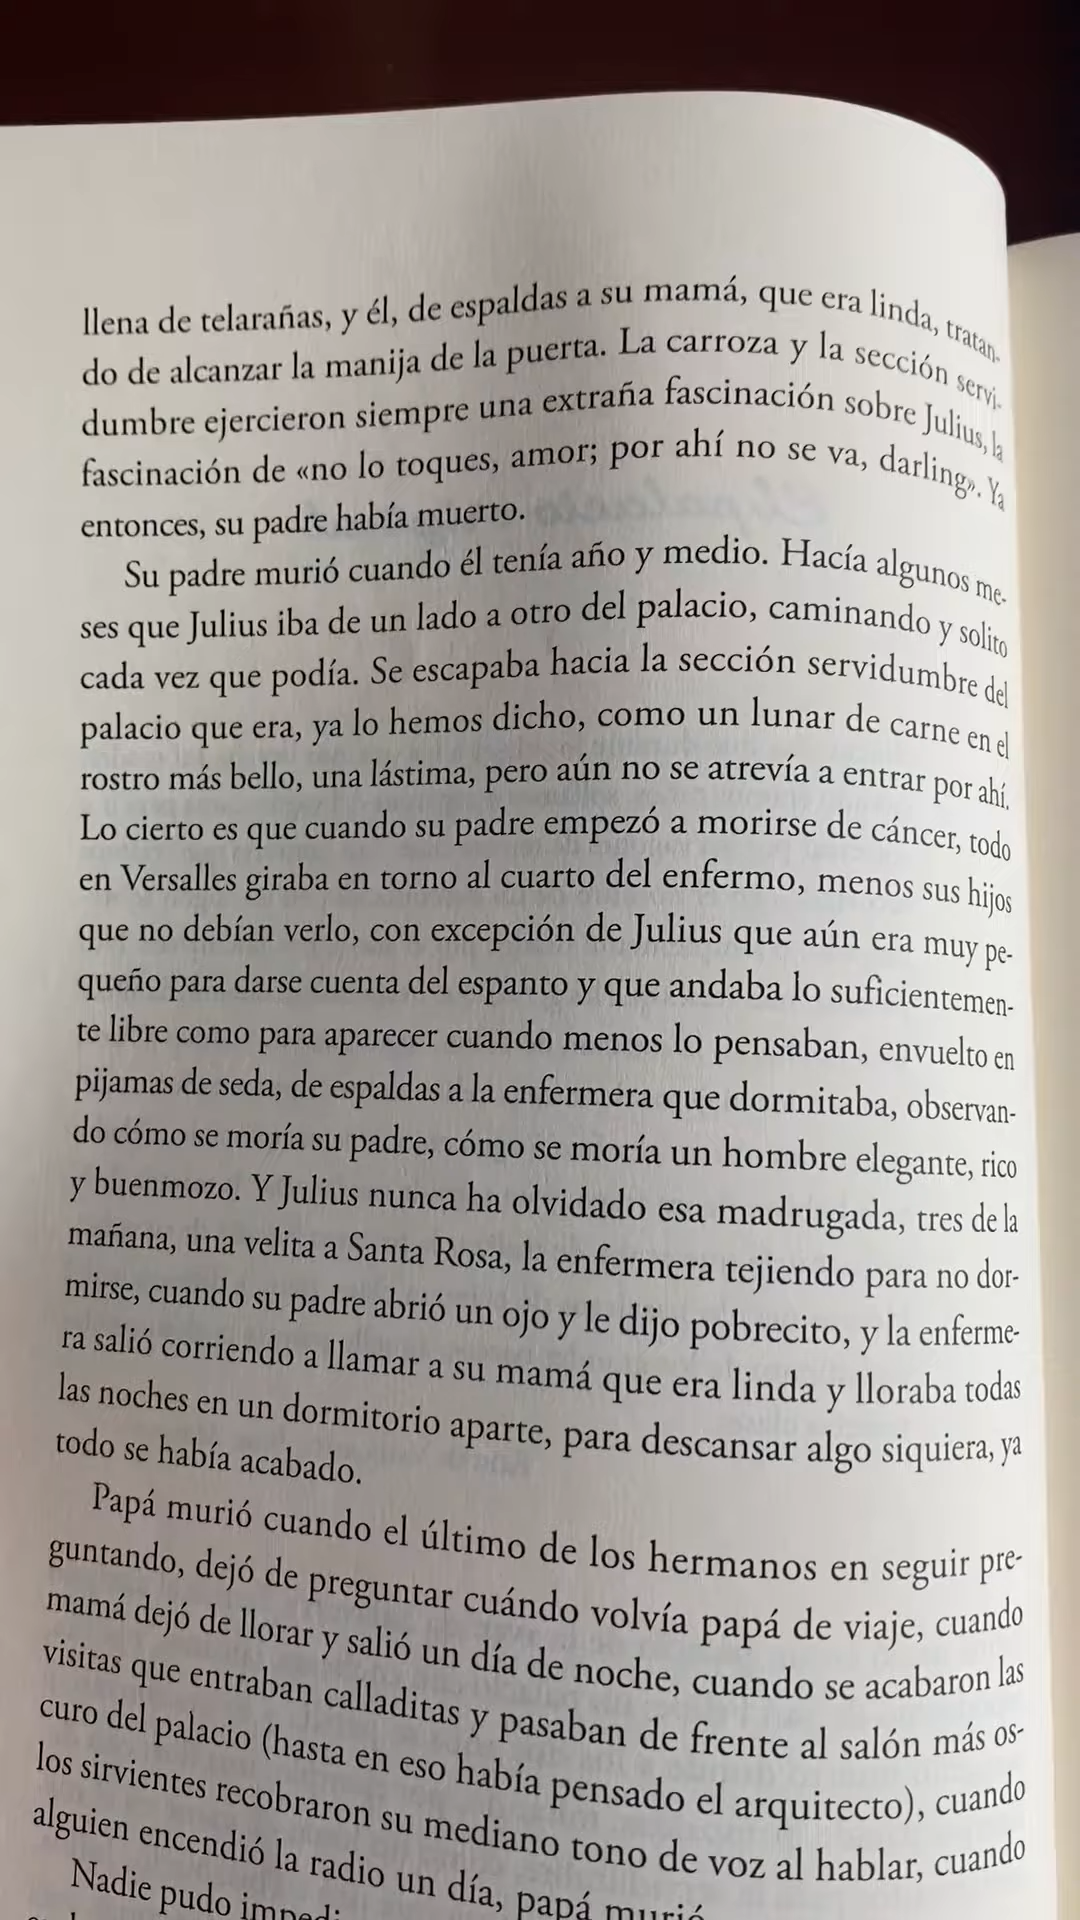 llena de telarañas, y él, de espaldas a su mamá, que era linda, tratan-
do de alcanzar la manija de la puerta. La carroza y la sección servi-
dumbre ejercieron siempre una extraña fascinación sobre Julius, la
fascinación de «no lo toques, amor; por ahí no se va, darling». Ya
entonces, su padre había muerto.
Su padre murió cuando él tenía año y medio. Hacía algunos me-
ses que Julius iba de un lado a otro del palacio, caminando y solito
cada vez que podía. Se escapaba hacia la sección servidumbre del
palacio que era, ya lo hemos dicho, como un lunar de carne en el
rostro más bello, una lástima, pero aún no se atrevía a entrar por ahí.
Lo cierto es que cuando su padre empezó a morirse de cáncer, todo
en Versalles giraba en torno al cuarto del enfermo, menos sus hijos
que no debían verlo, con excepción de Julius que aún era muy pe-
queño para darse cuenta del espanto y que andaba lo suficientemen-
te libre como para aparecer cuando menos lo pensaban, envuelto en
pijamas de seda, de espaldas a la enfermera que dormitaba, observan-
do cómo se moría su padre, cómo se moría un hombre elegante, rico
y buenmozo. Y Julius nunca ha olvidado esa madrugada, tres de la
mañana, una velita a Santa Rosa, la enfermera tejiendo para no dor-
mirse, cuando su padre abrió un ojo y le dijo pobrecito, y la enferme-
ra salió corriendo a llamar a su mamá que era linda y lloraba todas
las noches en un dormitorio aparte, para descansar algo siquiera, ya
todo se había acabado.
Papá murió cuando el último de los hermanos en seguir pre-
guntando, dejó de preguntar cuándo volvía papá de viaje, cuando
mamá dejó de llorar y salió un día de noche, cuando se acabaron las
visitas que entraban calladitas y pasaban de frente al salón más os-
curo del palacio (hasta en eso había pensado el arquitecto), cuando
los sirvientes recobraron su mediano tono de voz al hablar, cuando
alguien encendió la radio un día, papá murió
Nadie pudo